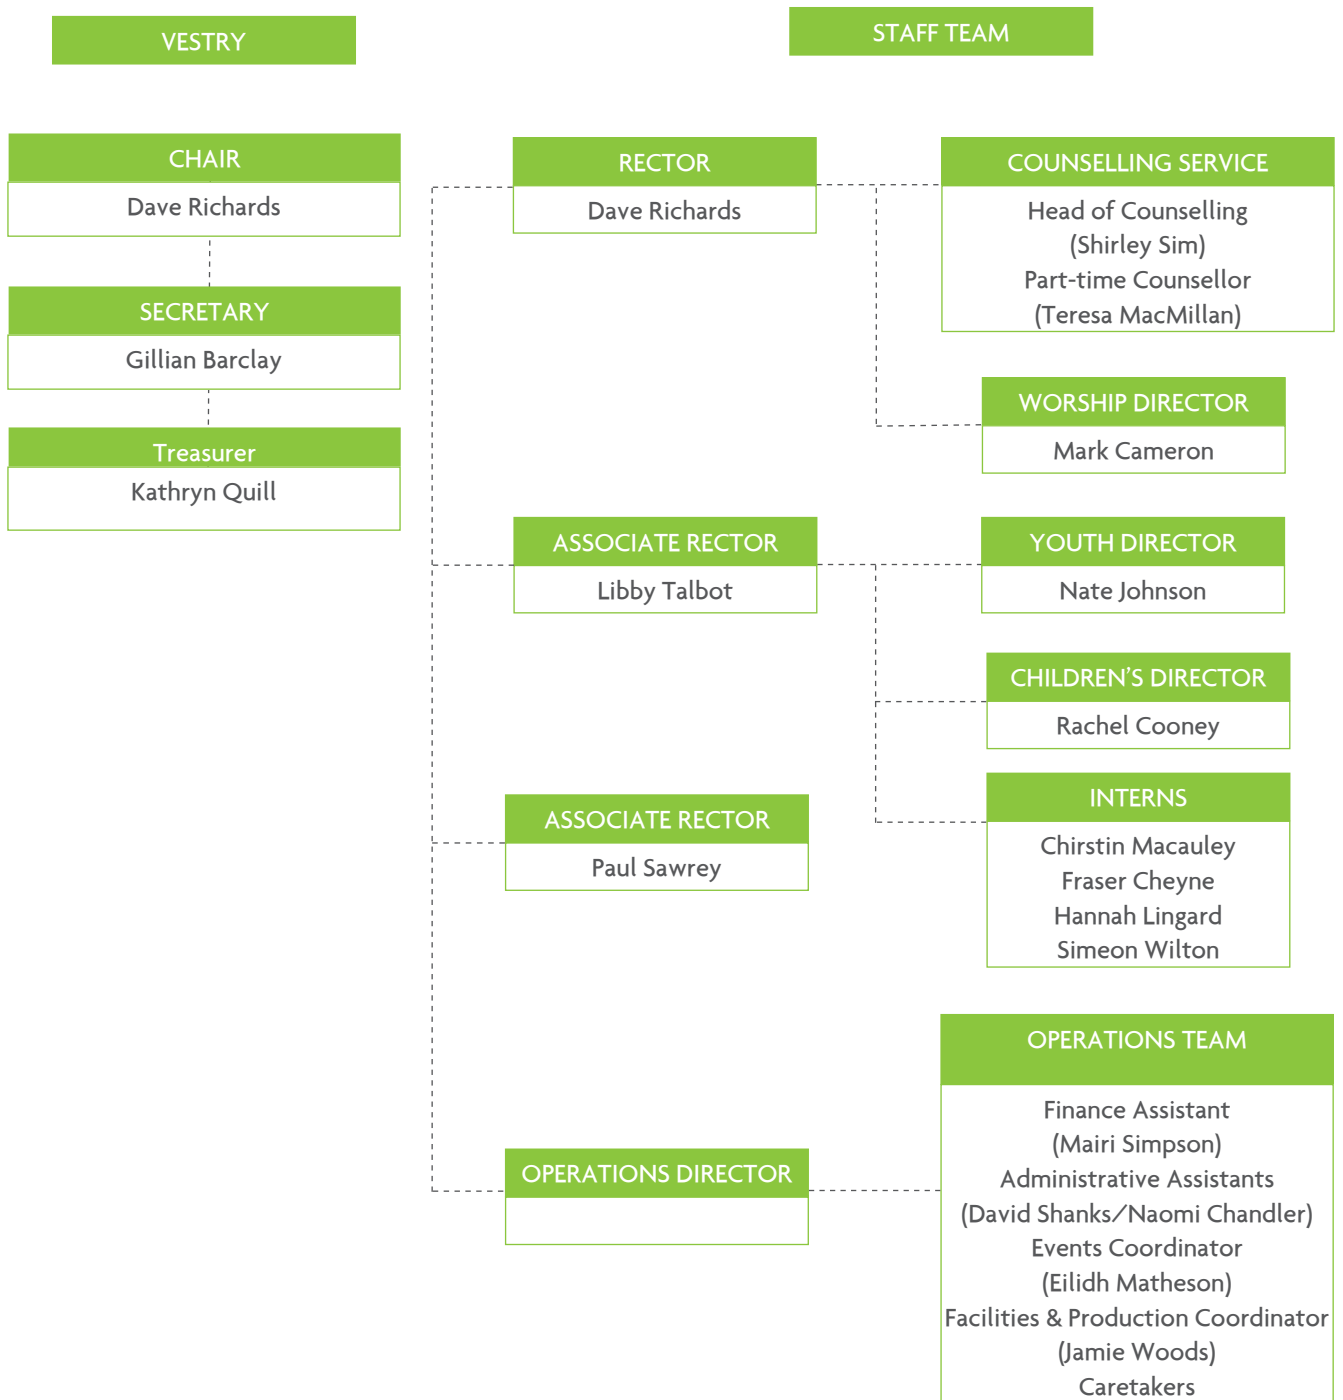 VESTRY
STAFF TEAM
CHAIR
Dave Richards
SECRETARY
Gillian Barclay
Treasurer
Kathryn Quill
RECTOR
Dave Richards
COUNSELLING SERVICE
Head of Counselling
(Shirley Sim)
Part-time Counsellor
(Teresa MacMillan)
WORSHIP DIRECTOR
Mark Cameron
ASSOCIATE RECTOR
Libby Talbot
YOUTH DIRECTOR
Nate Johnson
CHILDREN’S DIRECTOR
Rachel Cooney
INTERNS
Chirstin Macauley
Fraser Cheyne
Hannah Lingard
Simeon Wilton
ASSOCIATE RECTOR
Paul Sawrey
OPERATIONS DIRECTOR
OPERATIONS TEAM
Finance Assistant
(Mairi Simpson)
Administrative Assistants
(David Shanks/Naomi Chandler)
Events Coordinator
(Eilidh Matheson)
Facilities & Production Coordinator
(Jamie Woods)
Caretakers